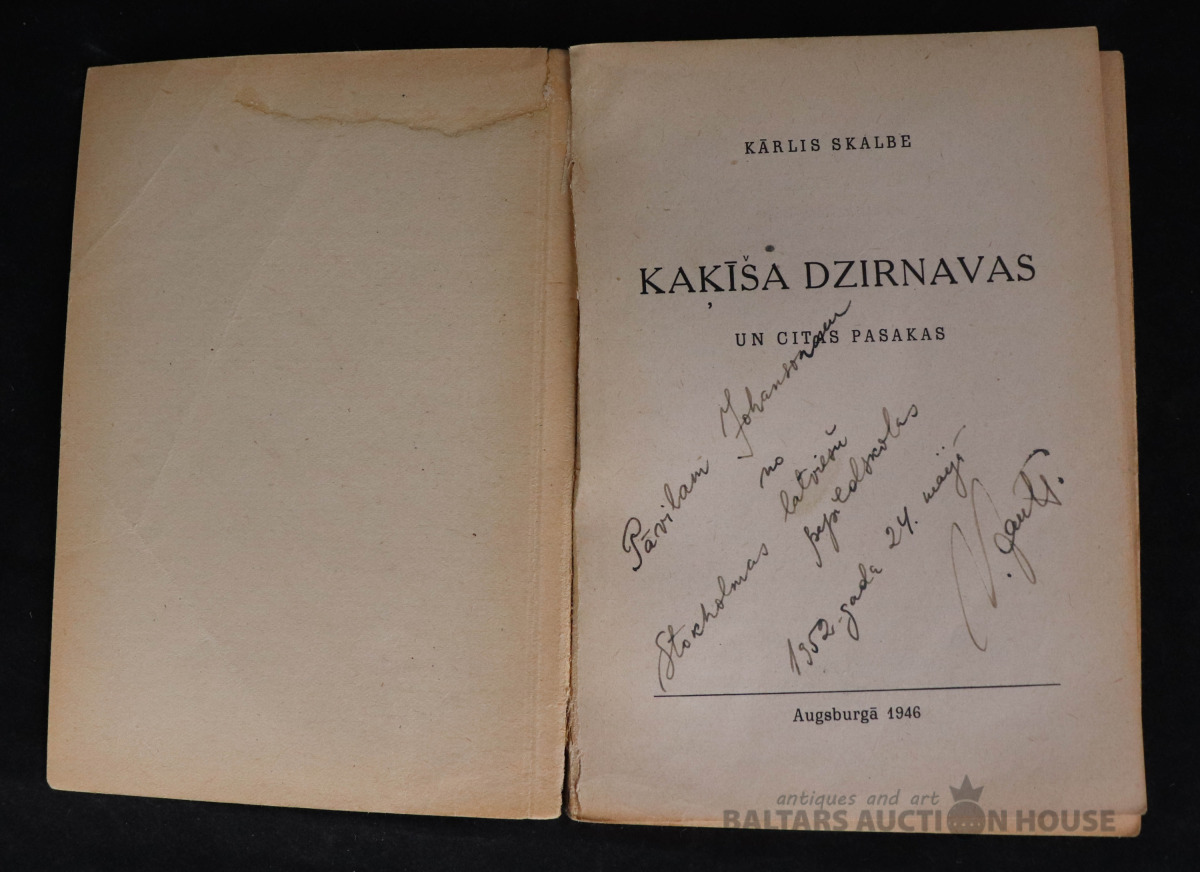 KĀRLIS SKALBE
KAĶĪŠA DZIRNAVAS
UN CITAS PASAKAS
Pāvilam Johansonam
no
Stokholmas latviešu
papildskolas
1952. gada 24. maijā
Augsburgā 1946
antiques and art
BALTARS AUCTION HOUSE